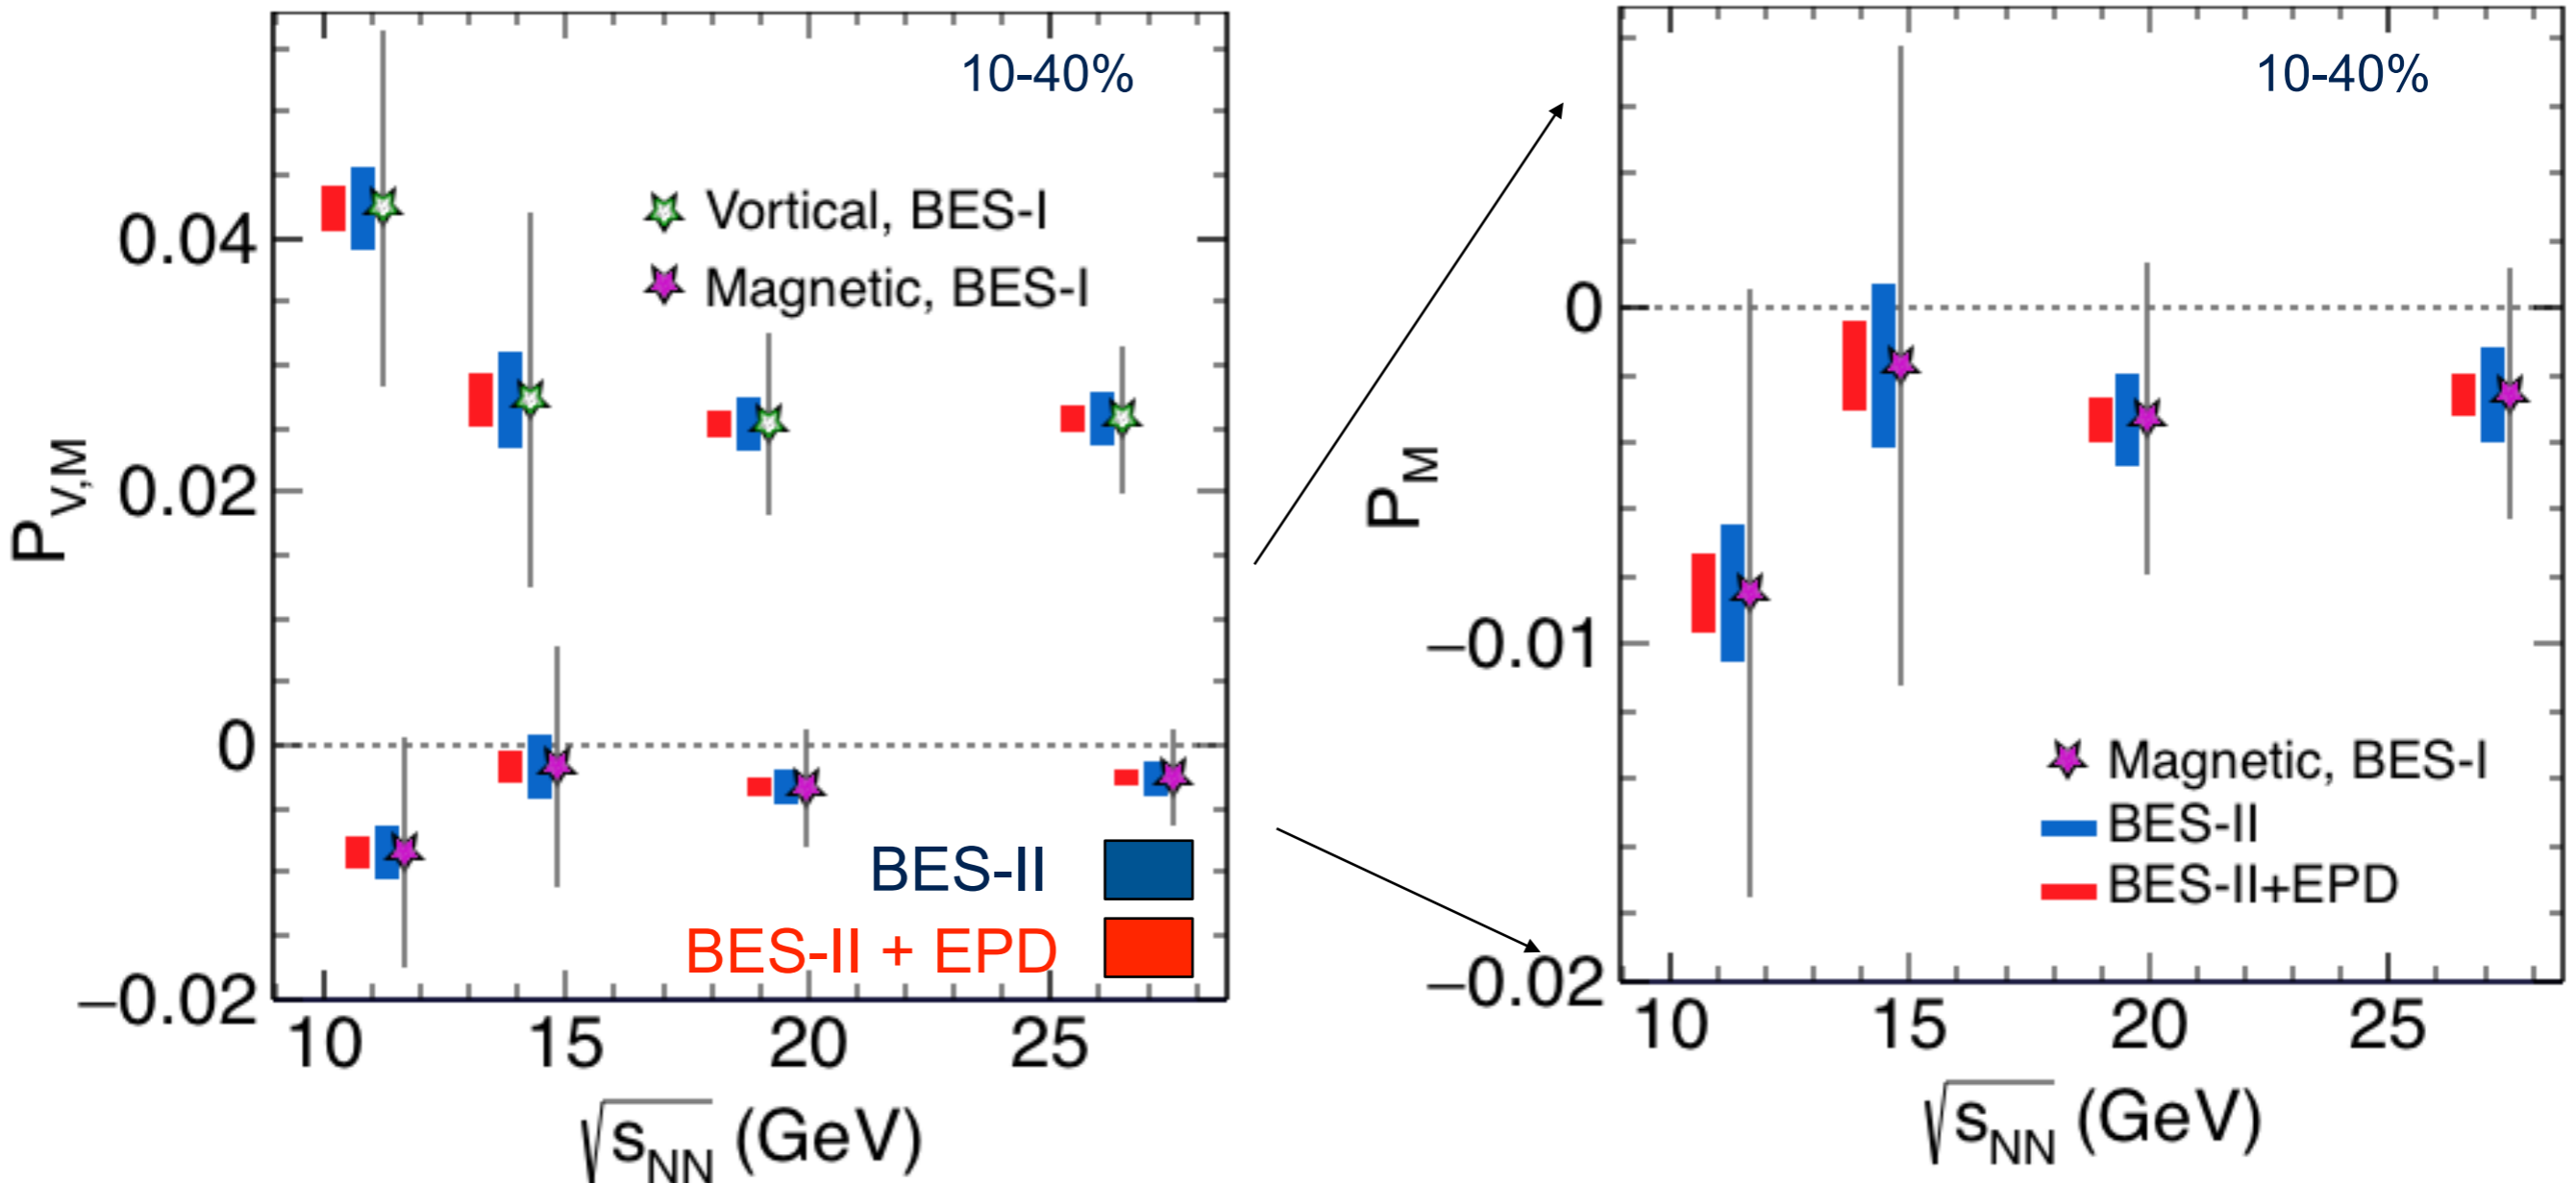 10-40%
Vortical, BES-I
Magnetic, BES-I
0.04
0.02
0
−0.02
P_V,M
BES-II
BES-II + EPD
10 15 20 25
√s_NN (GeV)
10-40%
0
−0.01
−0.02
P_M
Magnetic, BES-I
BES-II
BES-II+EPD
10 15 20 25
√s_NN (GeV)